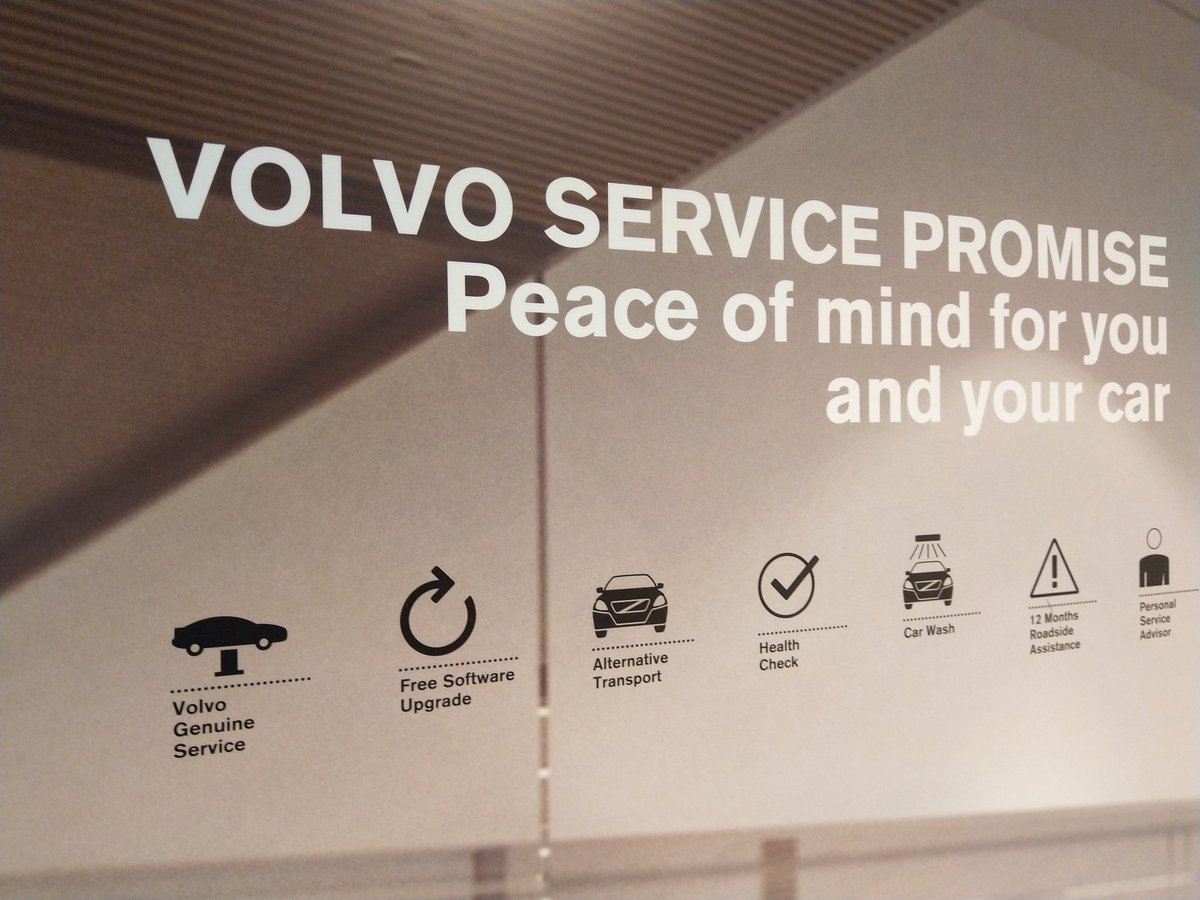 VOLVO SERVICE PROMISE
Peace of mind for you
and your car
Volvo
Genuine
Service
Free Software
Upgrade
Alternative
Transport
Health
Check
Car Wash
12 Months
Roadside
Assistance
Personal
Service
Advisor